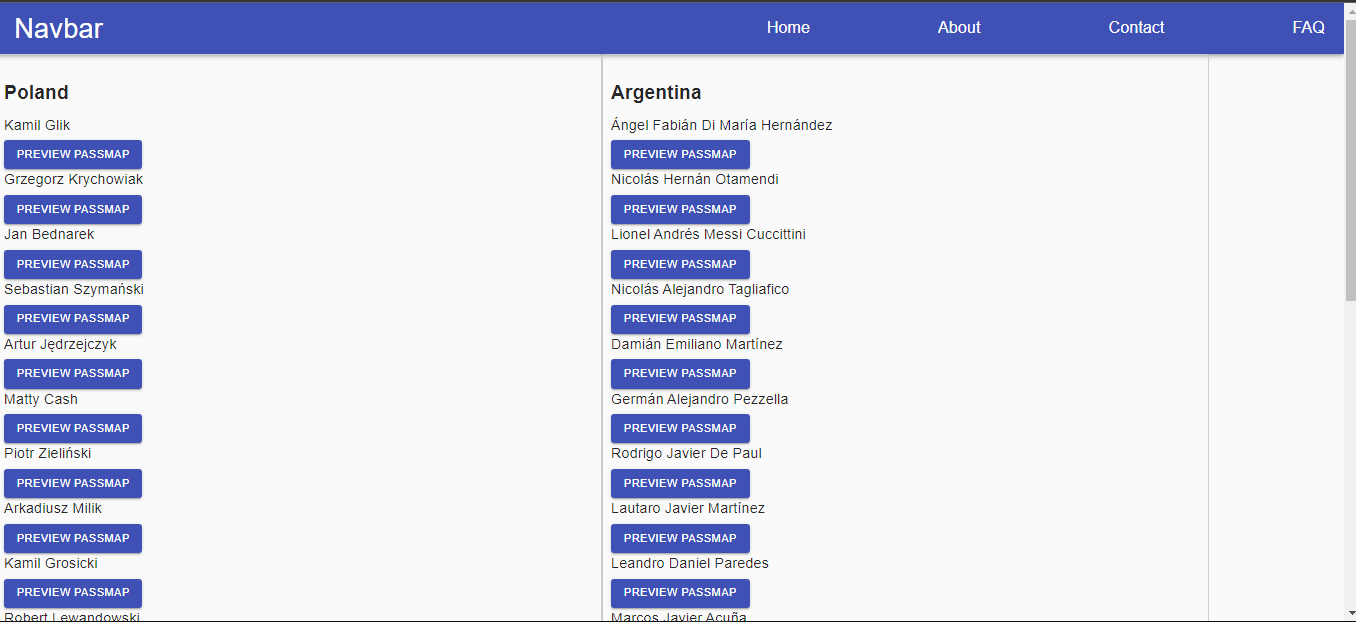 Navbar Home About Contact FAQ
Poland
Kamil Glik
PREVIEW PASSMAP
Grzegorz Krychowiak
PREVIEW PASSMAP
Jan Bednarek
PREVIEW PASSMAP
Sebastian Szymański
PREVIEW PASSMAP
Artur Jędrzejczyk
PREVIEW PASSMAP
Matty Cash
PREVIEW PASSMAP
Piotr Zieliński
PREVIEW PASSMAP
Arkadiusz Milik
PREVIEW PASSMAP
Kamil Grosicki
PREVIEW PASSMAP
Robert Lewandowski
Argentina
Ángel Fabián Di María Hernández
PREVIEW PASSMAP
Nicolás Hernán Otamendi
PREVIEW PASSMAP
Lionel Andrés Messi Cuccittini
PREVIEW PASSMAP
Nicolás Alejandro Tagliafico
PREVIEW PASSMAP
Damián Emiliano Martínez
PREVIEW PASSMAP
Germán Alejandro Pezzella
PREVIEW PASSMAP
Rodrigo Javier De Paul
PREVIEW PASSMAP
Lautaro Javier Martínez
PREVIEW PASSMAP
Leandro Daniel Paredes
PREVIEW PASSMAP
Marcos Javier Acuña